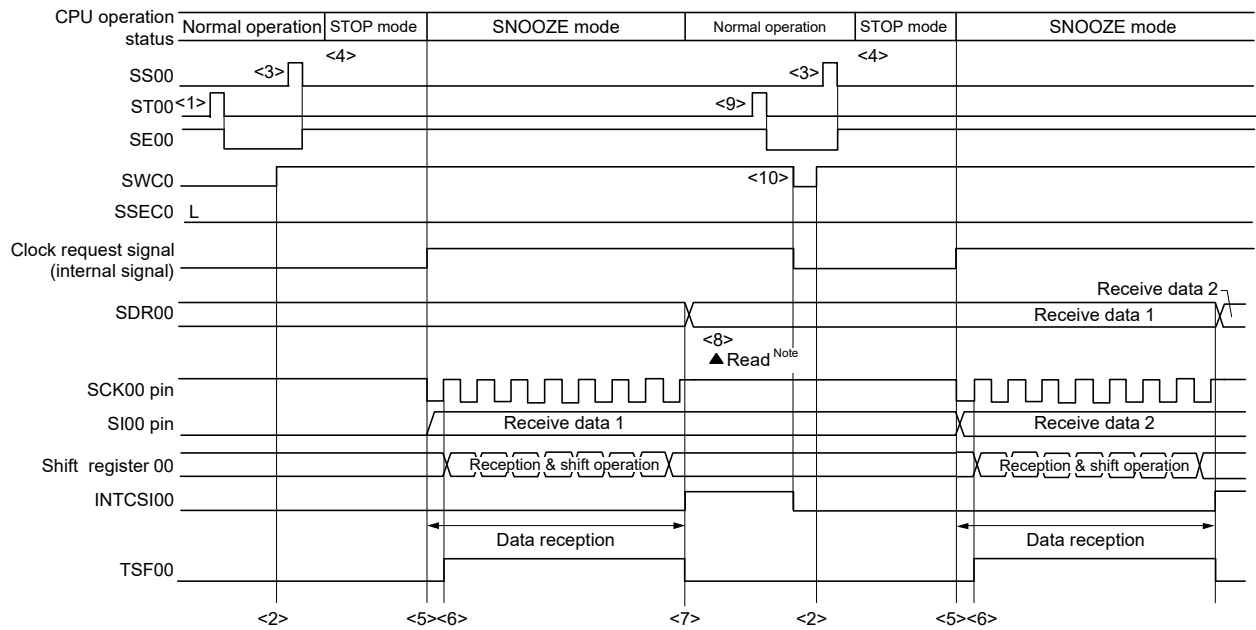 CPU operation status
Normal operation STOP mode SNOOZE mode Normal operation STOP mode SNOOZE mode
<4> <4>
SS00 <3> <3>
ST00 <1> <9>
SE00
SWC0 <10>
SSEC0 L
Clock request signal
(internal signal)
Receive data 2
SDR00 Receive data 1
<8>
▲ Read Note
SCK00 pin
SI00 pin Receive data 1 Receive data 2
Shift register 00 Reception & shift operation Reception & shift operation
INTCSI00
Data reception Data reception
TSF00
<2> <5><6> <7> <2> <5><6>